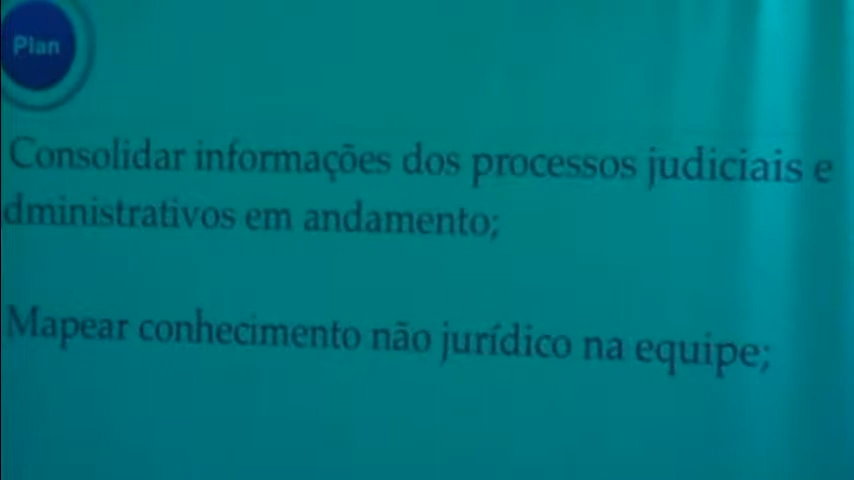 Plan
Consolidar informações dos processos judiciais e
dministrativos em andamento;
Mapear conhecimento não jurídico na equipe;